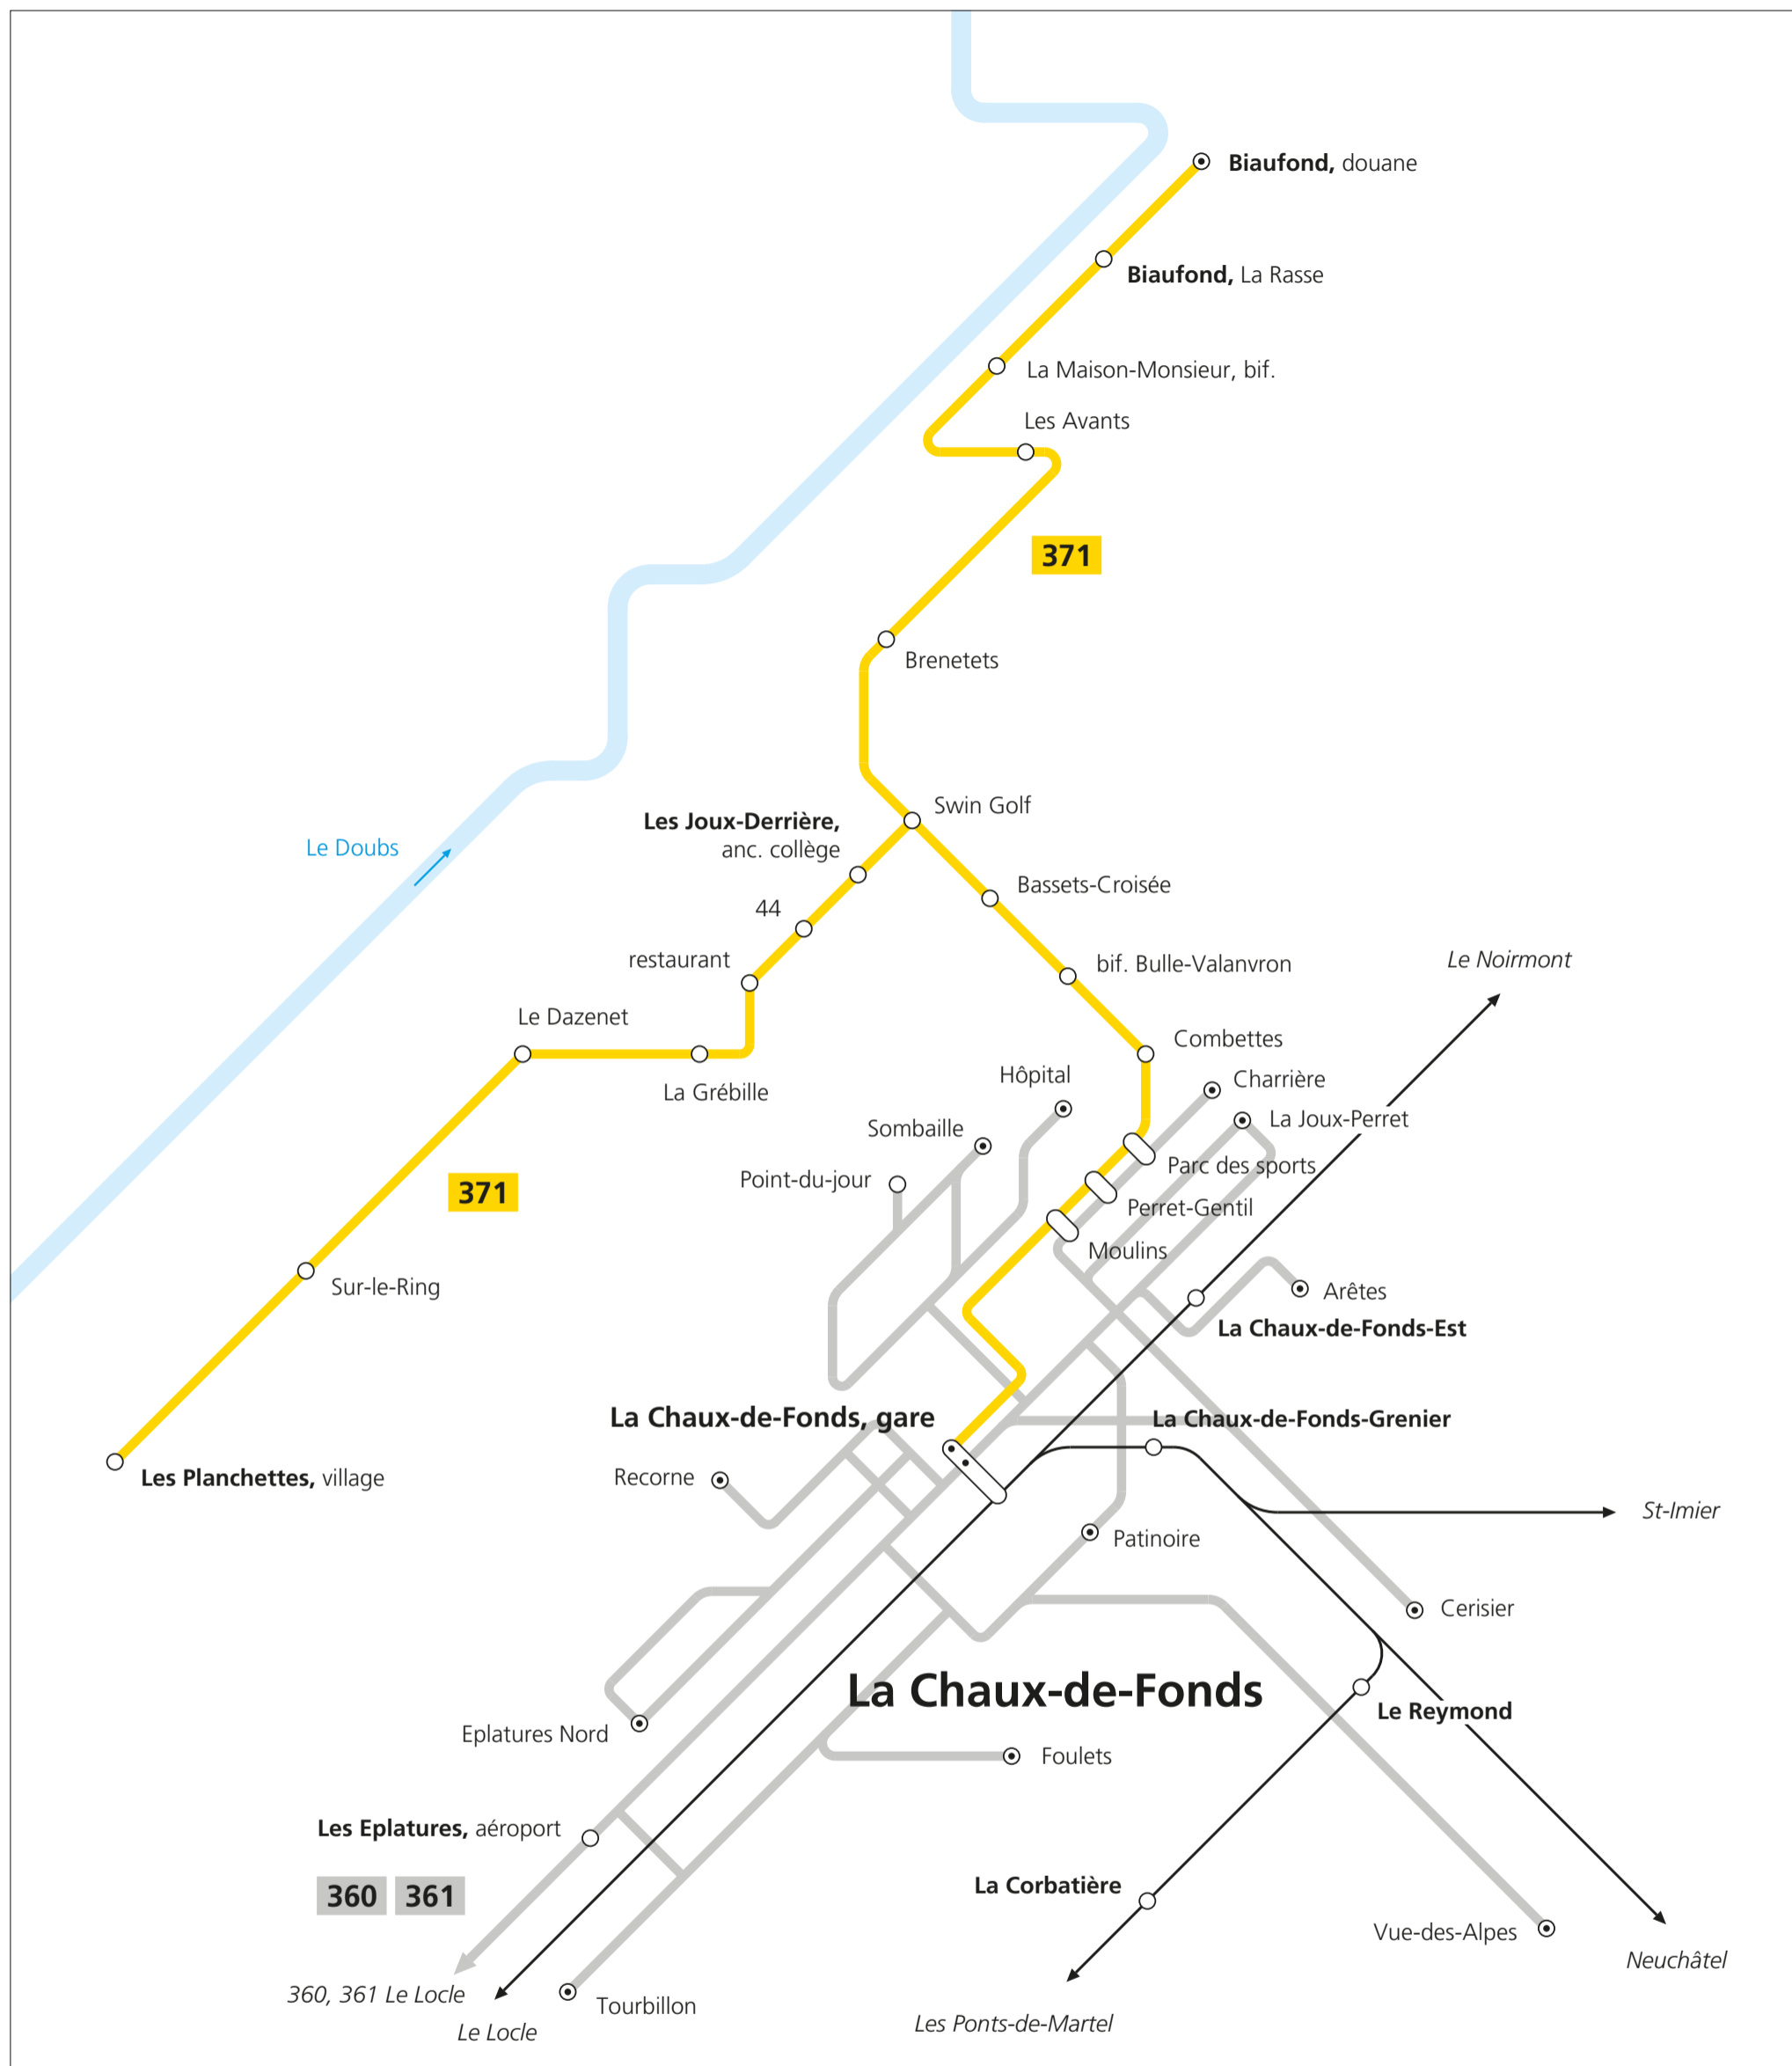 Biaufond, douane
Biaufond, La Rasse
La Maison-Monsieur, bif.
Les Avants
371
Brenetets
Swin Golf
Les Joux-Derrière,
anc. collège
Le Doubs
Bassets-Croisée
44
restaurant
bif. Bulle-Valanvron
Le Noirmont
Le Dazenet
Combettes
Hôpital
Charrière
La Grébille
La Joux-Perret
Sombaille
Parc des sports
Point-du-jour
371
Perret-Gentil
Moulins
Sur-le-Ring
Arêtes
La Chaux-de-Fonds-Est
La Chaux-de-Fonds, gare
La Chaux-de-Fonds-Grenier
Les Planchettes, village
Recorne
St-Imier
Patinoire
Cerisier
La Chaux-de-Fonds
Le Reymond
Eplatures Nord
Foulets
Les Eplatures, aéroport
La Corbatière
360 361
Vue-des-Alpes
Neuchâtel
360, 361 Le Locle
Tourbillon
Les Ponts-de-Martel
Le Locle